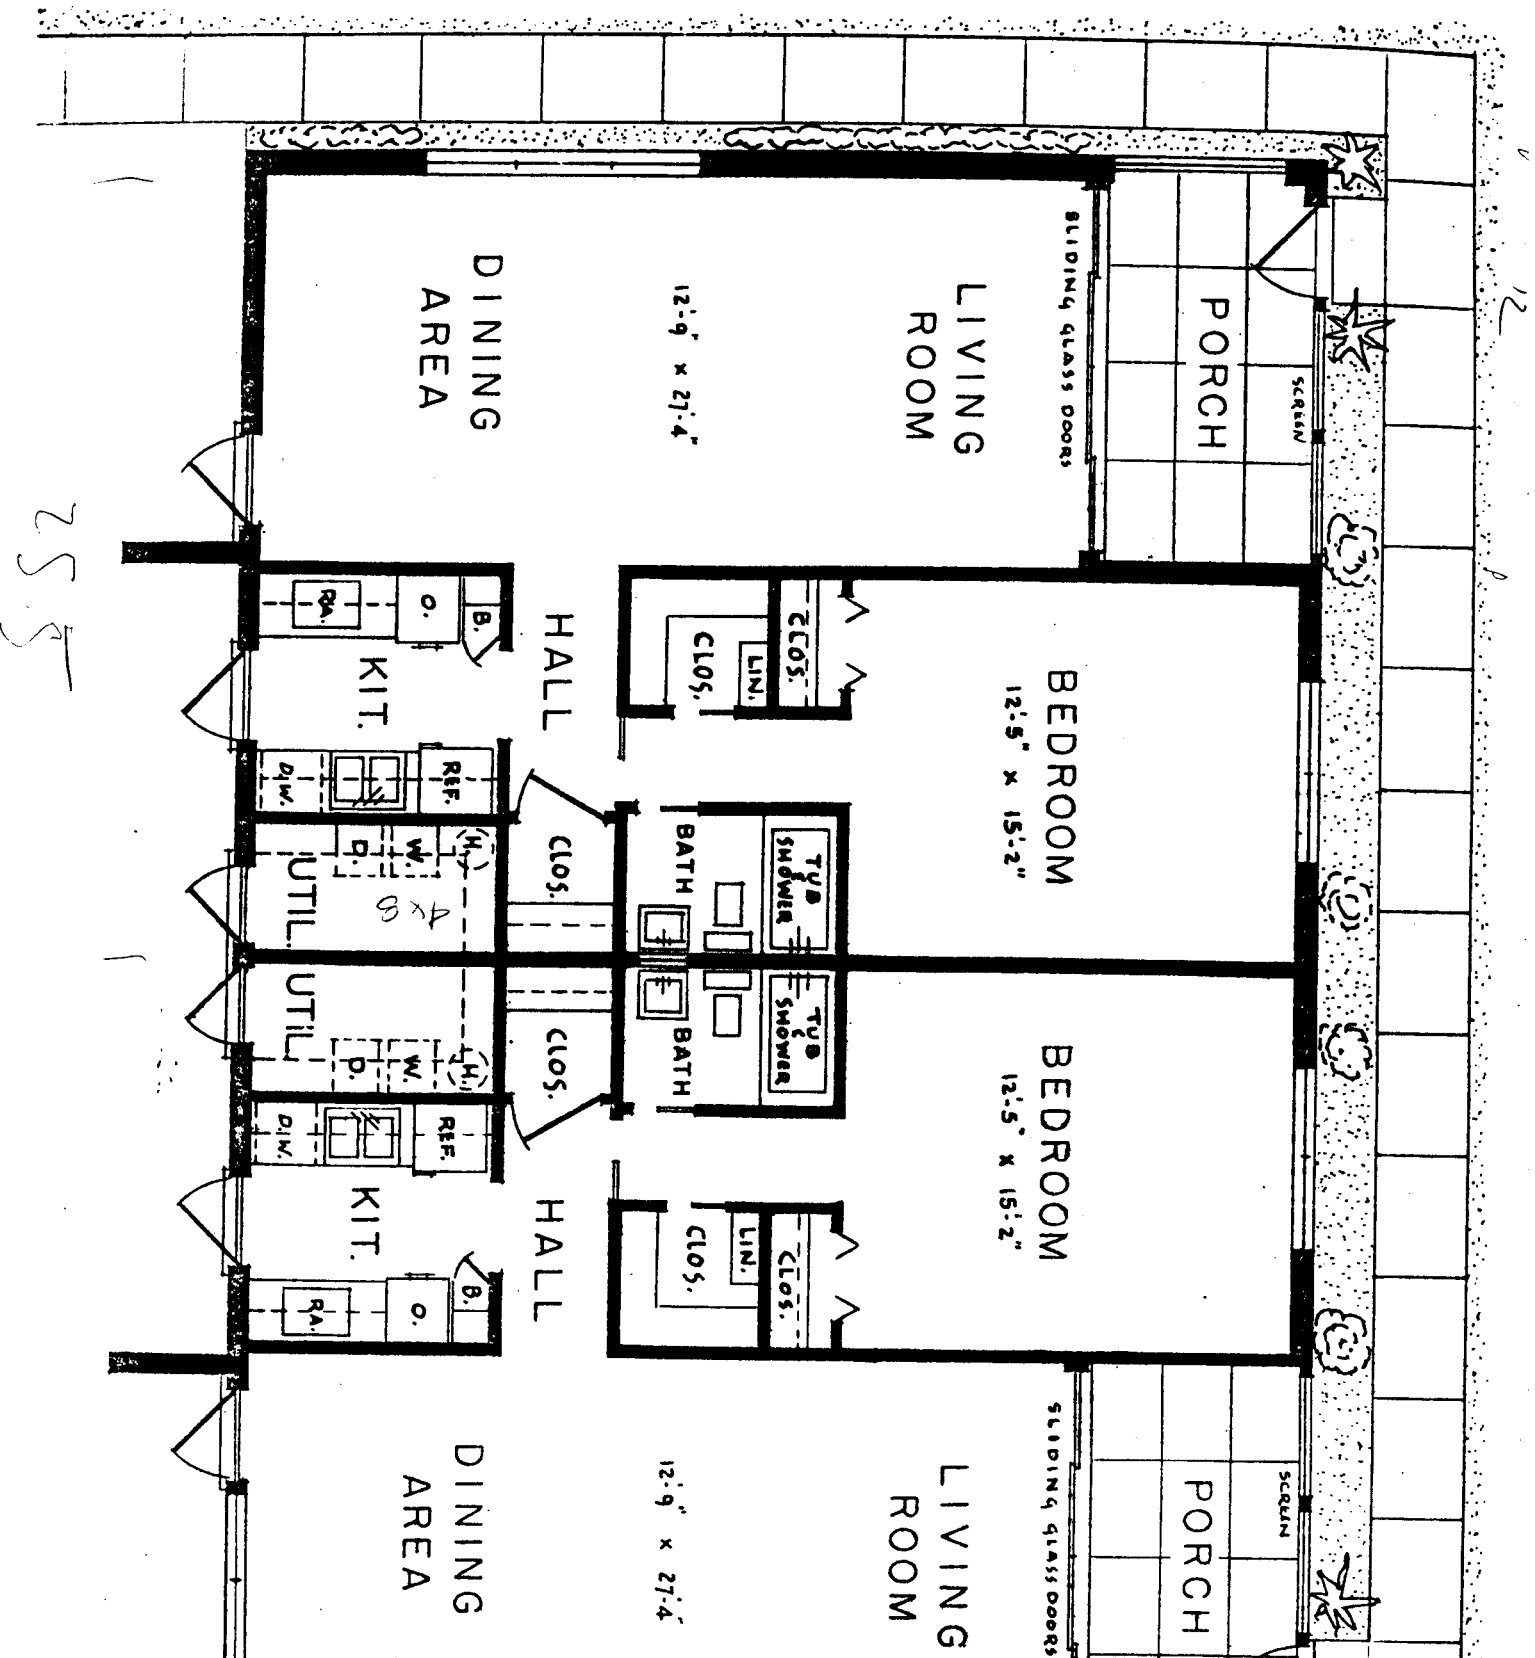 PORCH
SCREEN
SLIDING GLASS DOORS
LIVING
ROOM
12'-9" x 27'-4"
DINING
AREA
BEDROOM
12'-5" x 15'-2"
CLOS.
LIN.
CLOS.
HALL
B.
O.
RA.
KIT.
REF.
D.W.
TUB
&
SHOWER
BATH
CLOS.
H.
W.
D.
UTIL.
4x8
BEDROOM
12'-5" x 15'-2"
TUB
&
SHOWER
BATH
CLOS.
H.
W.
D.
UTIL.
REF.
D.W.
KIT.
HALL
LIN.
CLOS.
CLOS.
B.
O.
RA.
PORCH
SCREEN
SLIDING GLASS DOORS
LIVING
ROOM
12'-9" x 27'-4"
DINING
AREA